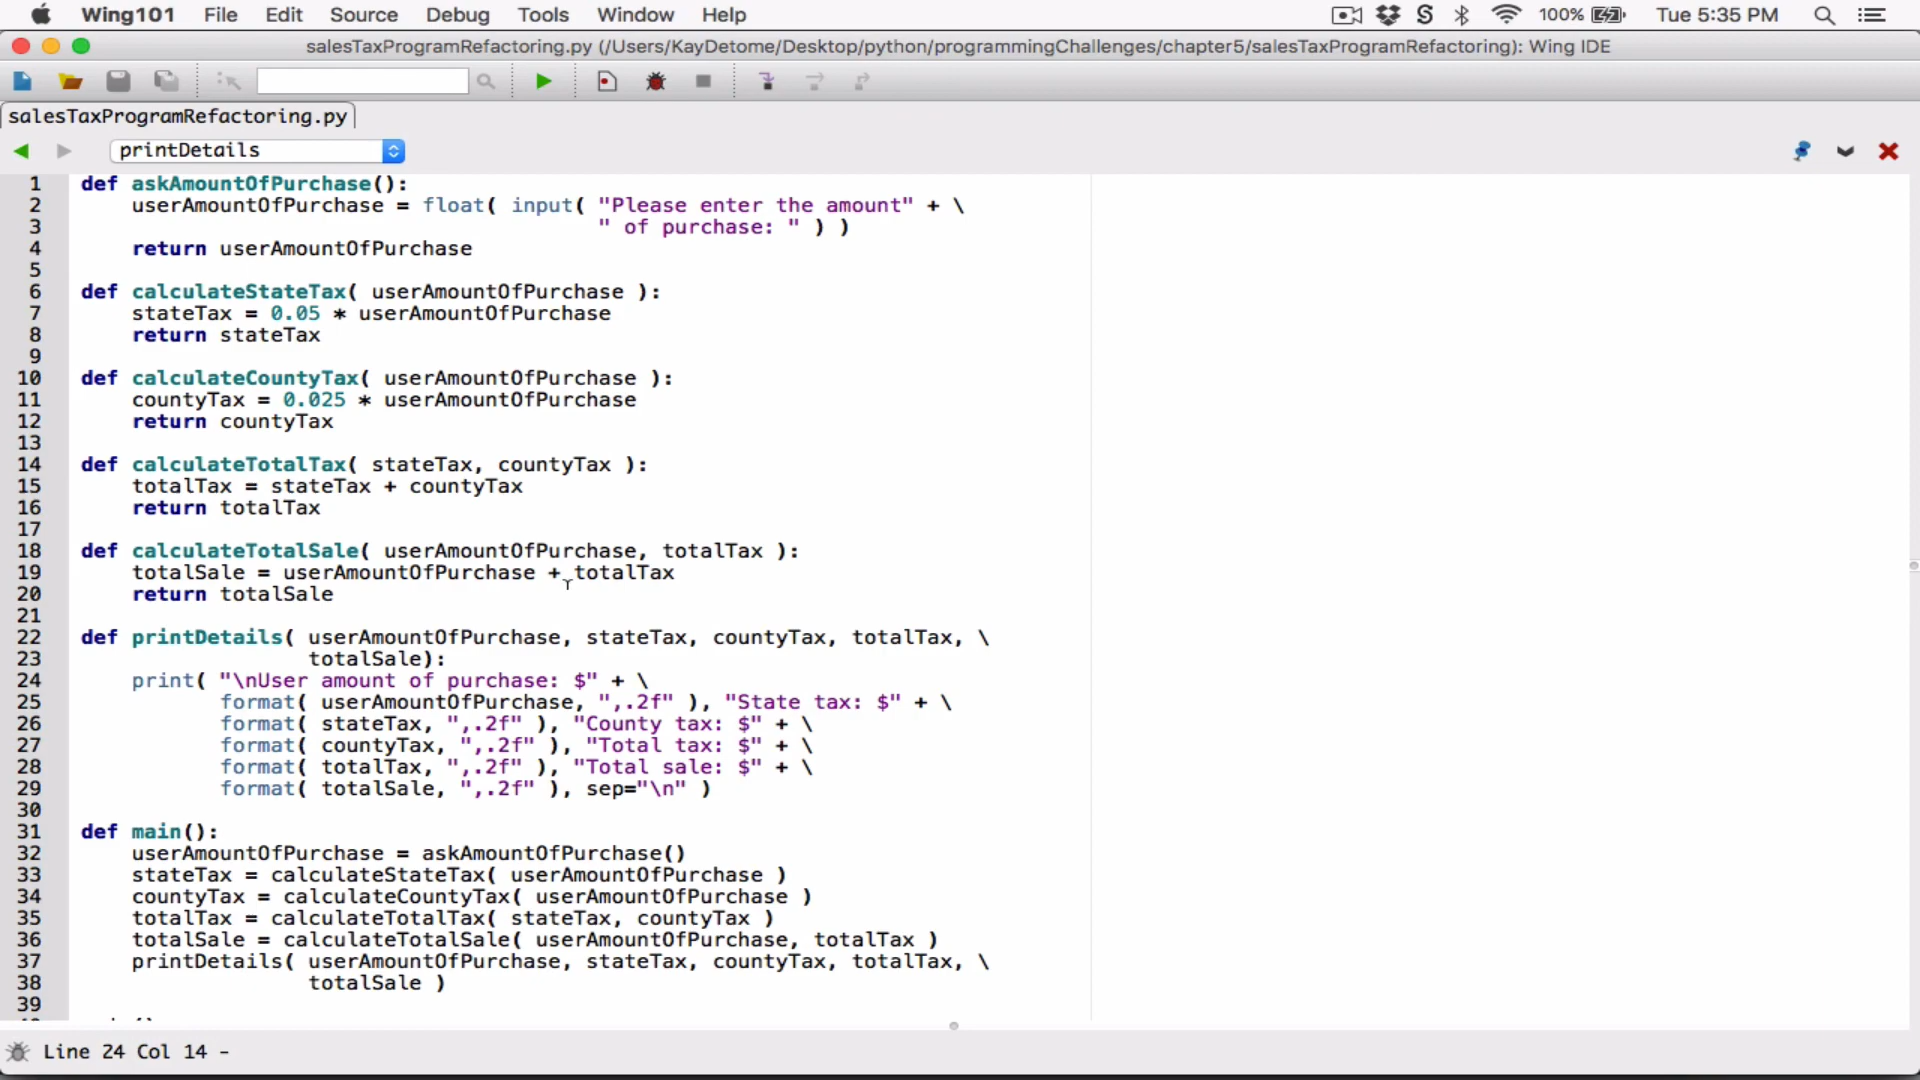 Wing101 File Edit Source Debug Tools Window Help 100% Tue 5:35 PM
salesTaxProgramRefactoring.py (/Users/KayDetome/Desktop/python/programmingChallenges/chapter5/salesTaxProgramRefactoring): Wing IDE
salesTaxProgramRefactoring.py
printDetails
1 def askAmountOfPurchase():
2     userAmountOfPurchase = float( input( "Please enter the amount" + \
3                                          " of purchase: " ) )
4     return userAmountOfPurchase
5
6 def calculateStateTax( userAmountOfPurchase ):
7     stateTax = 0.05 * userAmountOfPurchase
8     return stateTax
9
10 def calculateCountyTax( userAmountOfPurchase ):
11     countyTax = 0.025 * userAmountOfPurchase
12     return countyTax
13
14 def calculateTotalTax( stateTax, countyTax ):
15     totalTax = stateTax + countyTax
16     return totalTax
17
18 def calculateTotalSale( userAmountOfPurchase, totalTax ):
19     totalSale = userAmountOfPurchase + totalTax
20     return totalSale
21
22 def printDetails( userAmountOfPurchase, stateTax, countyTax, totalTax, \
23                   totalSale):
24     print( "\nUser amount of purchase: $" + \
25            format( userAmountOfPurchase, ",.2f" ), "State tax: $" + \
26            format( stateTax, ",.2f" ), "County tax: $" + \
27            format( countyTax, ",.2f" ), "Total tax: $" + \
28            format( totalTax, ",.2f" ), "Total sale: $" + \
29            format( totalSale, ",.2f" ), sep="\n" )
30
31 def main():
32     userAmountOfPurchase = askAmountOfPurchase()
33     stateTax = calculateStateTax( userAmountOfPurchase )
34     countyTax = calculateCountyTax( userAmountOfPurchase )
35     totalTax = calculateTotalTax( stateTax, countyTax )
36     totalSale = calculateTotalSale( userAmountOfPurchase, totalTax )
37     printDetails( userAmountOfPurchase, stateTax, countyTax, totalTax, \
38                   totalSale )
39
Line 24 Col 14 -